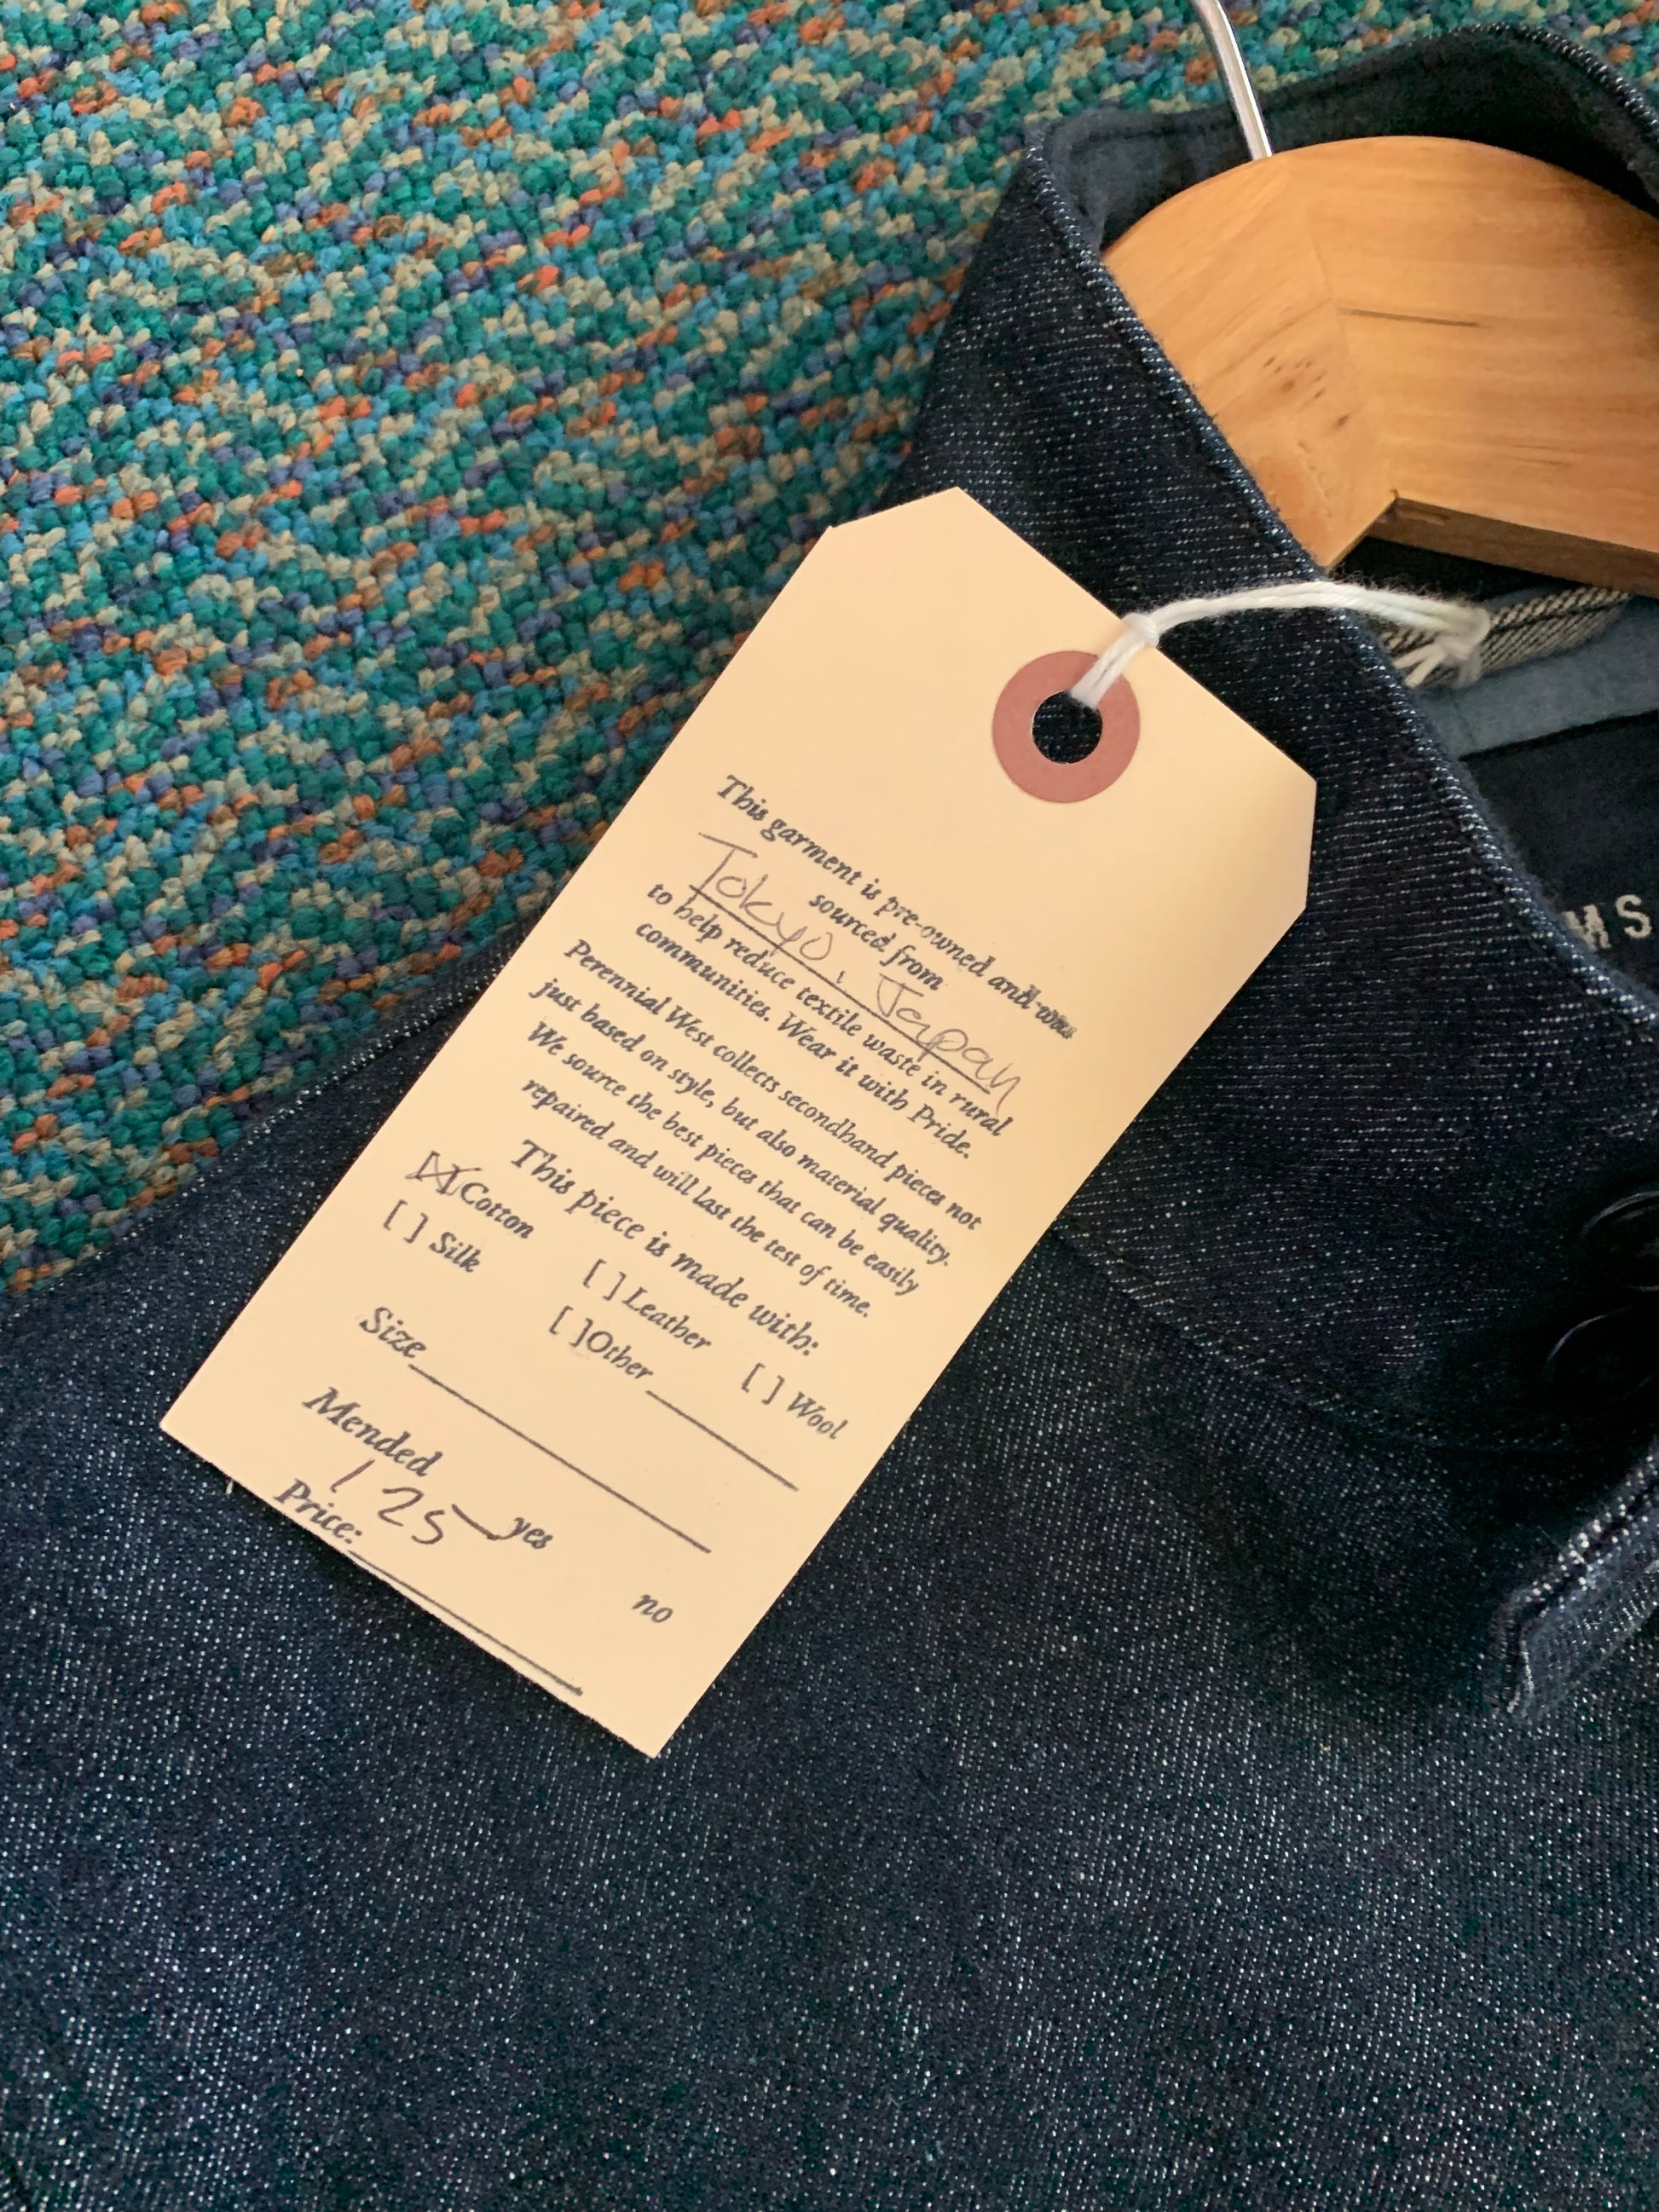 This garment is pre-owned and was
sourced from
Tokyo, Japan
to help reduce textile waste in rural
communities. Wear it with Pride.
Perennial West collects secondhand pieces not
just based on style, but also material quality.
We source the best pieces that can be easily
repaired and will last the test of time.
This piece is made with:
[X] Cotton [ ] Leather [ ] Wool
[ ] Silk [ ]Other
Size
Mended yes no
Price: 125
MS